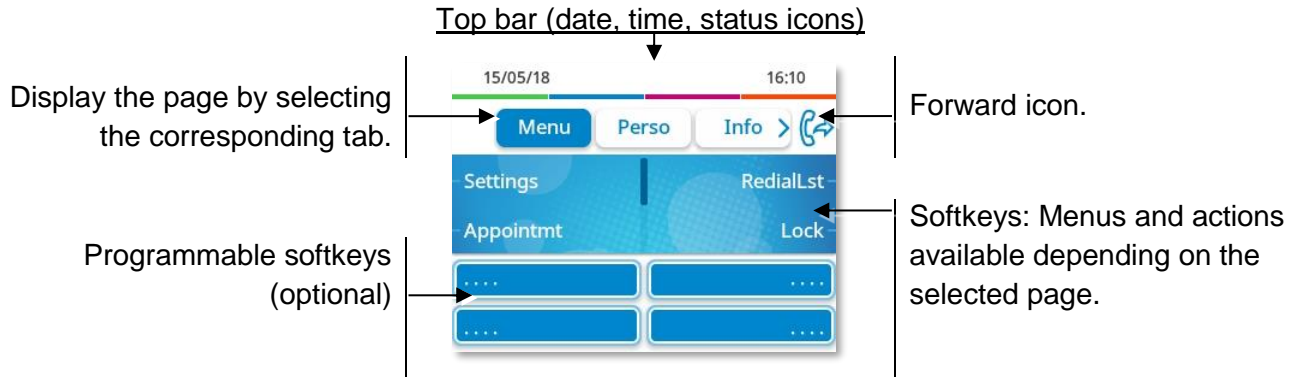 Top bar (date, time, status icons)
15/05/18 16:10
Display the page by selecting
the corresponding tab.
Menu Perso Info >
Forward icon.
Settings RedialLst
Appointmt Lock
Softkeys: Menus and actions
available depending on the
selected page.
Programmable softkeys
(optional)
.... ....
.... ....